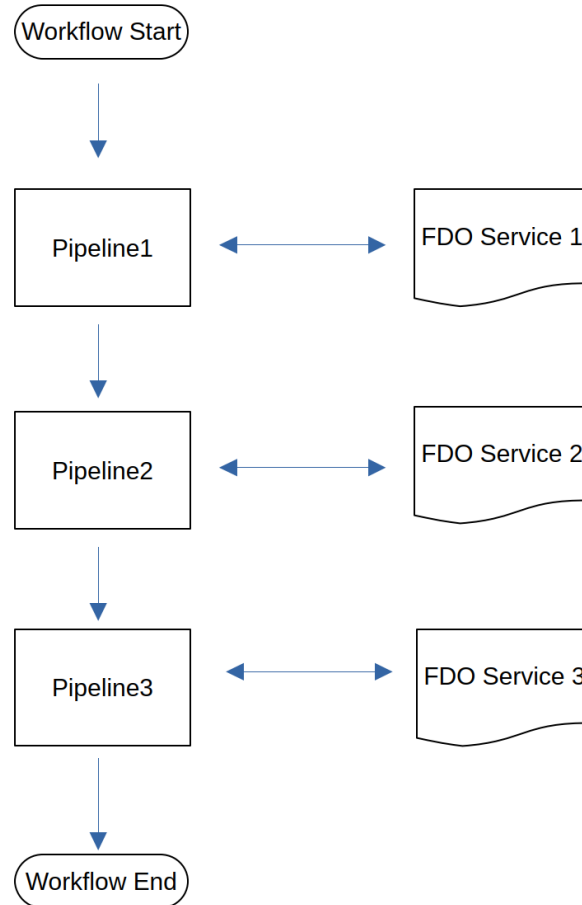 Workflow Start
Pipeline1
FDO Service 1
Pipeline2
FDO Service 2
Pipeline3
FDO Service 3
Workflow End